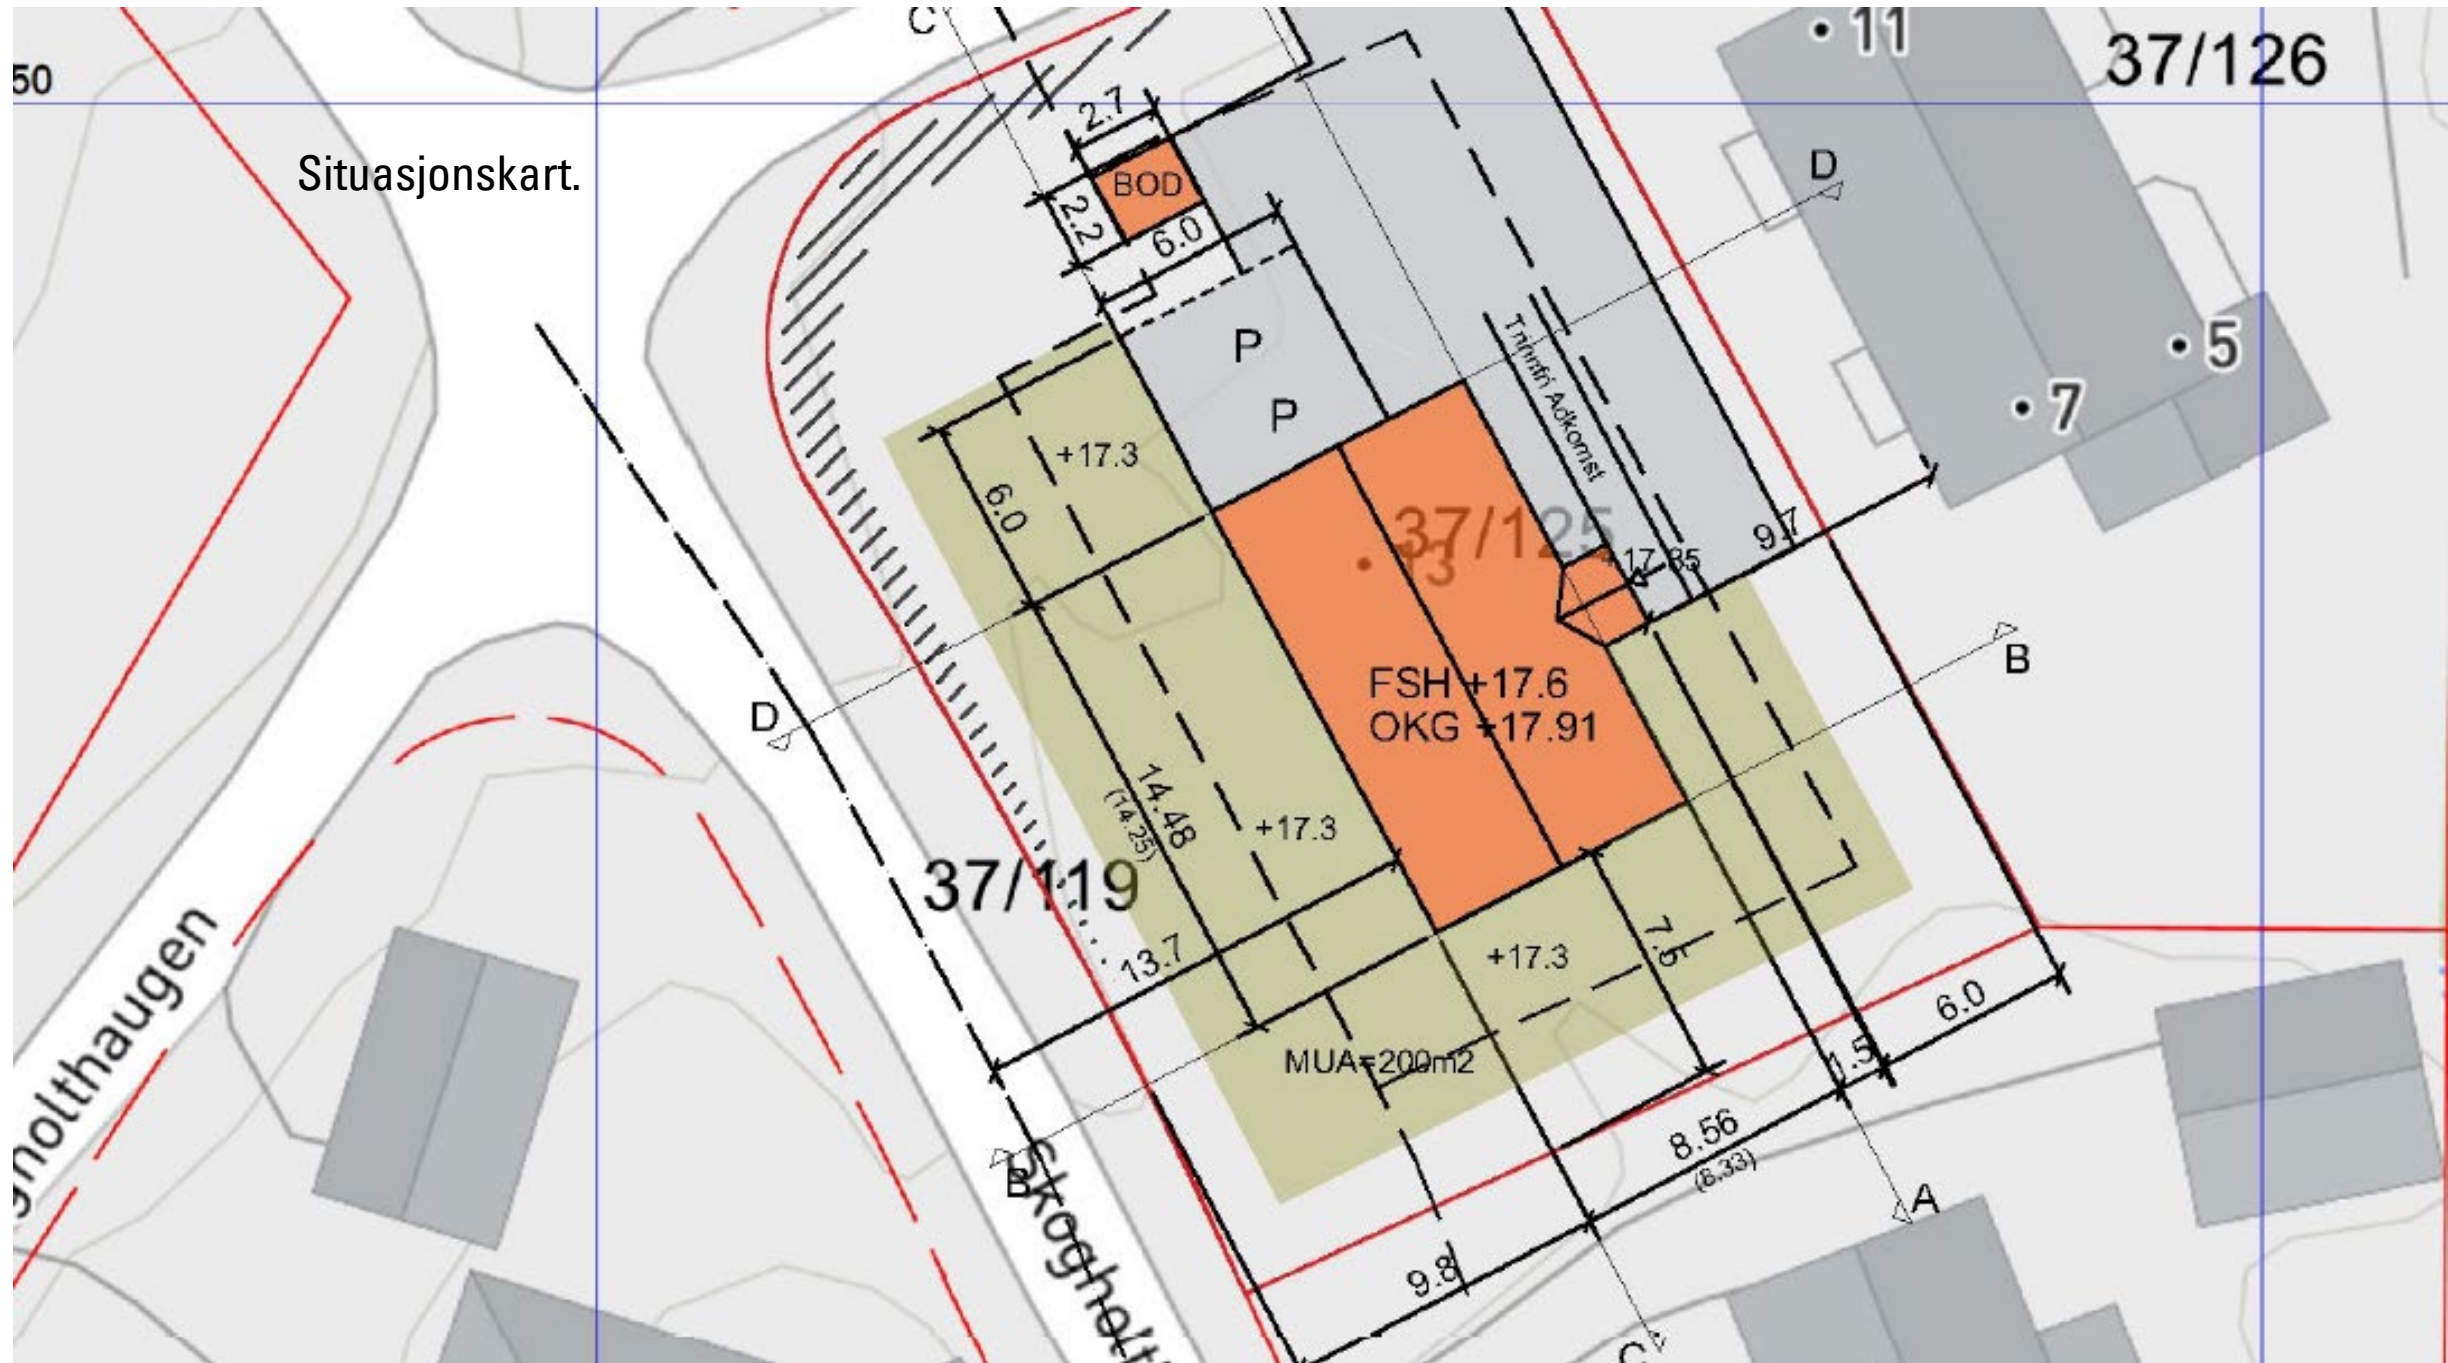 C
11
37/126
50
Situasjonskart.
2.7
D
BOD
2.2
6.0
P
5
P
7
Trinnfri Adkomst
+17.3
6.0
37/125
13
9.7
+17.85
B
FSH +17.6
OKG +17.91
D
14.48
(14.25)
+17.3
37/119
13.7
+17.3
7.5
6.0
MUA=200m2
1.5
8.56
(8.33)
B
A
9.8
gholthaugen
Skogholt
C